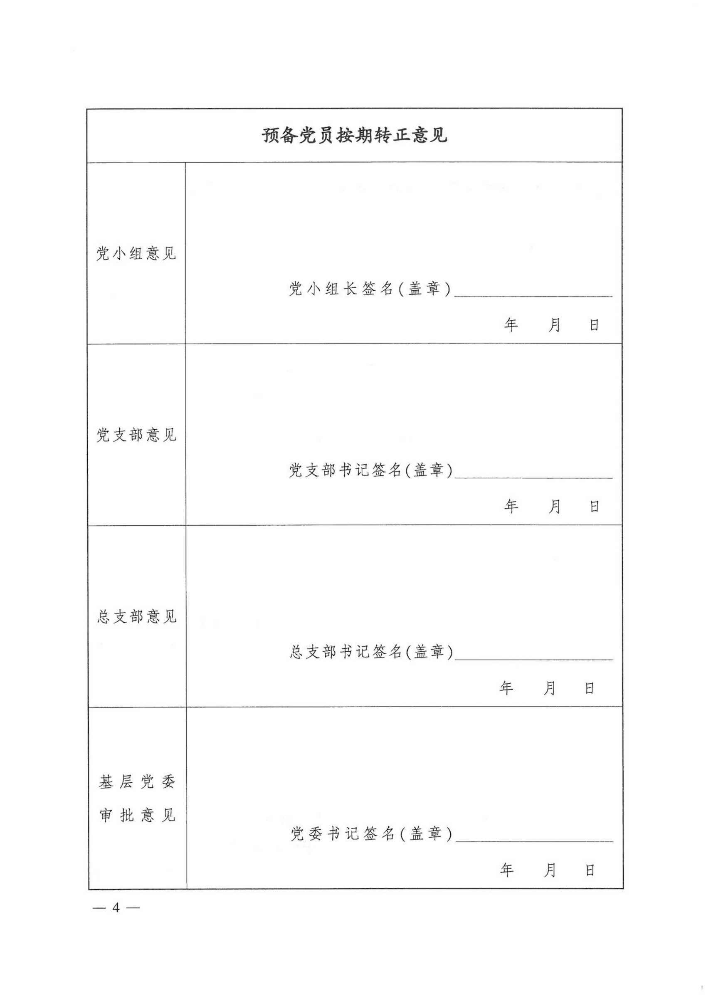 预备党员按期转正意见
党小组意见
党小组长签名(盖章)
年 月 日
党支部意见
党支部书记签名(盖章)
年 月 日
总支部意见
总支部书记签名(盖章)
年 月 日
基层党委
审批意见
党委书记签名(盖章)
年 月 日
— 4 —